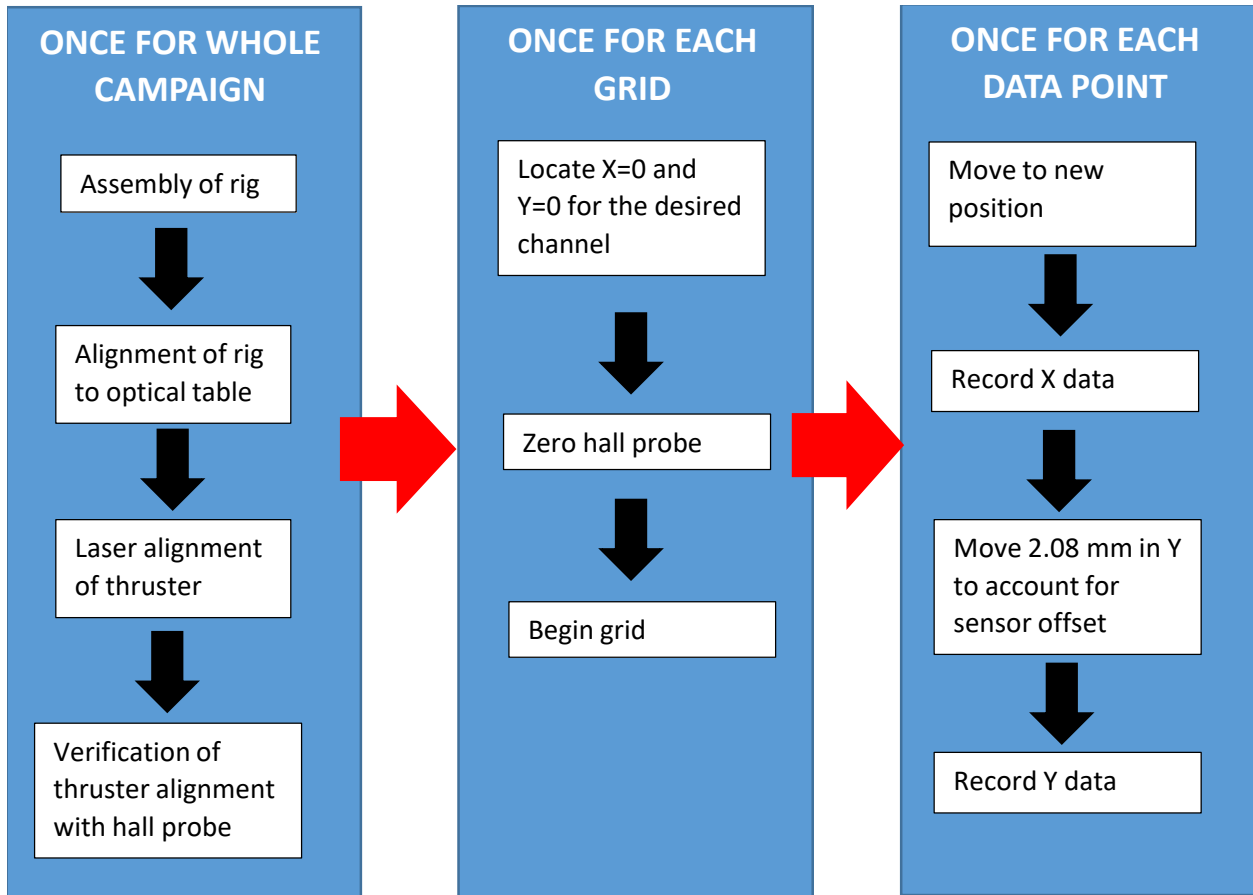 ONCE FOR WHOLE
CAMPAIGN
Assembly of rig
Alignment of rig
to optical table
Laser alignment
of thruster
Verification of
thruster alignment
with hall probe
ONCE FOR EACH
GRID
Locate X=0 and
Y=0 for the desired
channel
Zero hall probe
Begin grid
ONCE FOR EACH
DATA POINT
Move to new
position
Record X data
Move 2.08 mm in Y
to account for
sensor offset
Record Y data